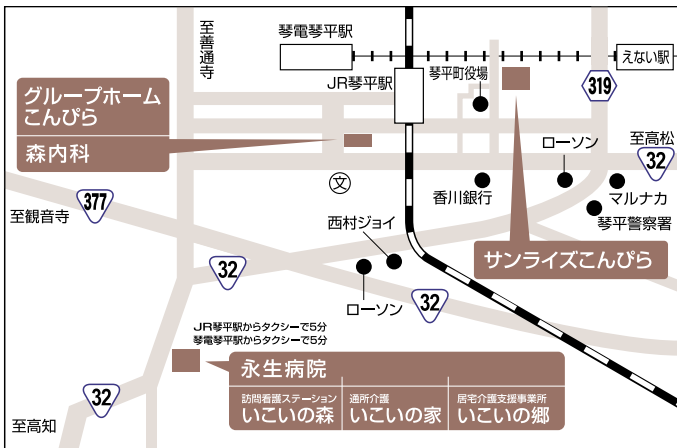 至善通寺
琴電琴平駅
えない駅
JR琴平駅
琴平町役場
319
グループホーム
こんぴら
森内科
ローソン
至高松
32
文
香川銀行
マルナカ
琴平警察署
377
至観音寺
西村ジョイ
サンライズこんぴら
32
ローソン
32
JR琴平駅からタクシーで5分
琴電琴平駅からタクシーで5分
永生病院
訪問看護ステーション
いこいの森
通所介護
いこいの家
居宅介護支援事業所
いこいの郷
32
至高知